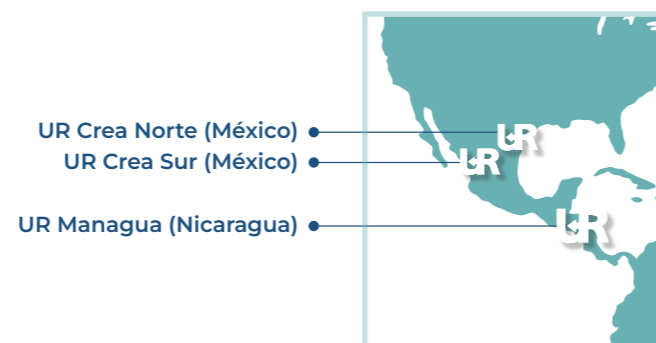 UR Crea Norte (México)
UR
UR Crea Sur (México)
UR
UR Managua (Nicaragua)
UR